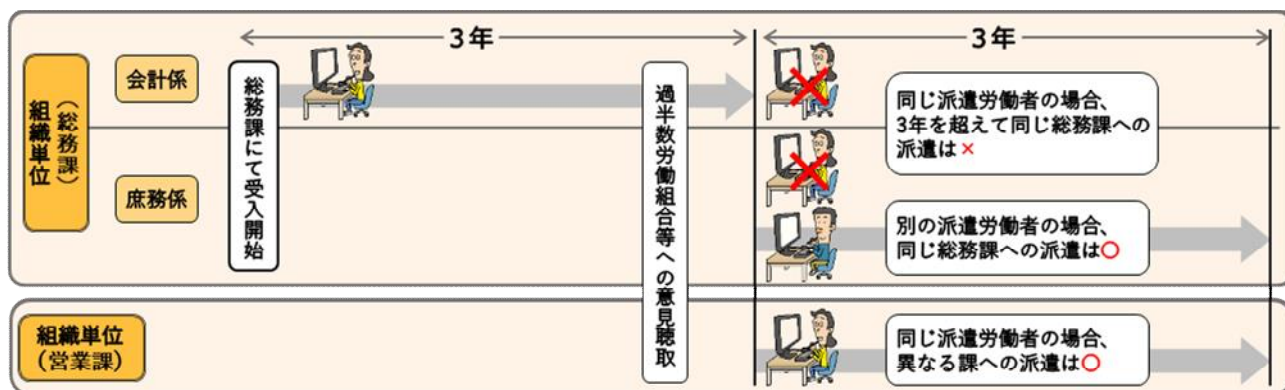 3年
3年
組織単位
（総務課）
会計係
庶務係
総務課にて受入開始
過半数労働組合等への意見聴取
同じ派遣労働者の場合、
3年を超えて同じ総務課への
派遣は×
別の派遣労働者の場合、
同じ総務課への派遣は〇
組織単位
（営業課）
同じ派遣労働者の場合、
異なる課への派遣は〇